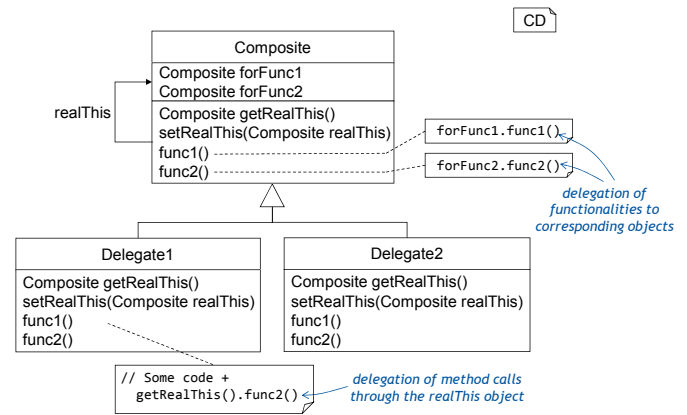 CD
Composite
Composite forFunc1
Composite forFunc2
realThis
Composite getRealThis()
setRealThis(Composite realThis)
func1()
func2()
forFunc1.func1()
forFunc2.func2()
delegation of
functionalities to
corresponding objects
Delegate1
Composite getRealThis()
setRealThis(Composite realThis)
func1()
func2()
Delegate2
Composite getRealThis()
setRealThis(Composite realThis)
func1()
func2()
// Some code +
getRealThis().func2()
delegation of method calls
through the realThis object